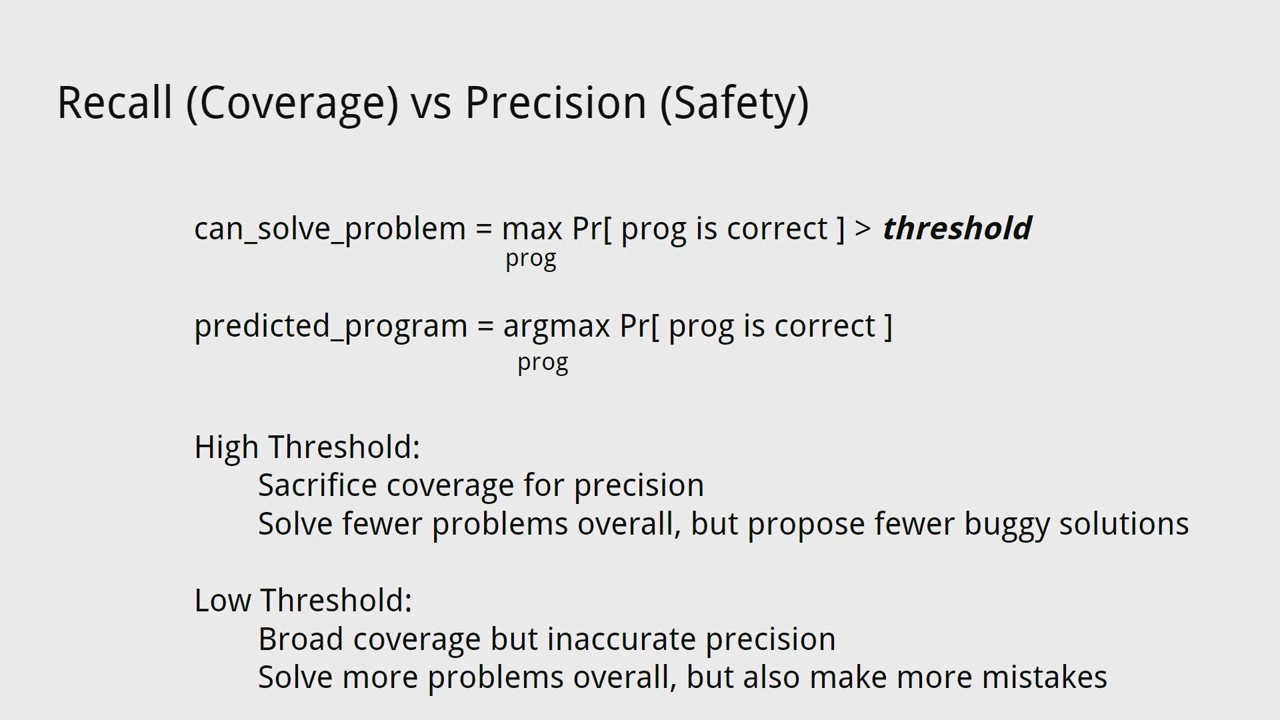 Recall (Coverage) vs Precision (Safety)
can_solve_problem = max Pr[ prog is correct ] > threshold
prog
predicted_program = argmax Pr[ prog is correct ]
prog
High Threshold:
Sacrifice coverage for precision
Solve fewer problems overall, but propose fewer buggy solutions
Low Threshold:
Broad coverage but inaccurate precision
Solve more problems overall, but also make more mistakes